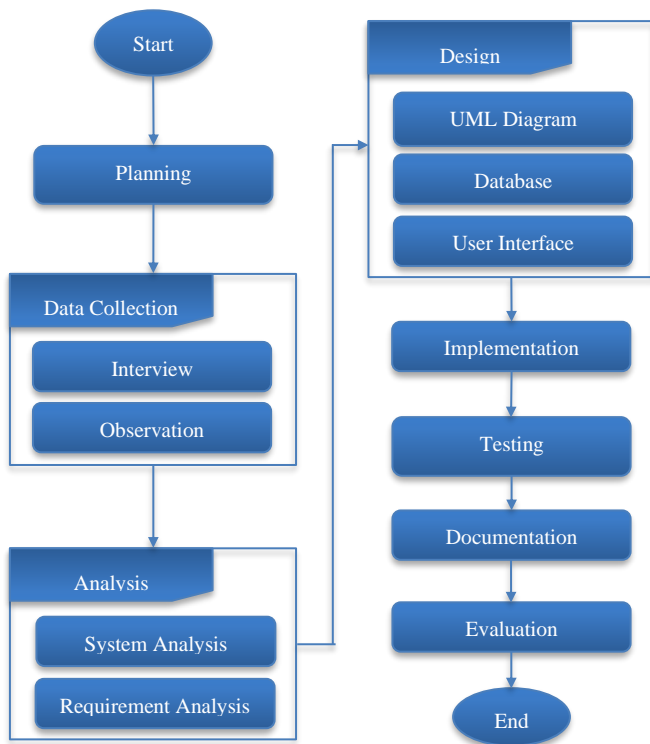 Start
Planning
Data Collection
Interview
Observation
Analysis
System Analysis
Requirement Analysis
Design
UML Diagram
Database
User Interface
Implementation
Testing
Documentation
Evaluation
End